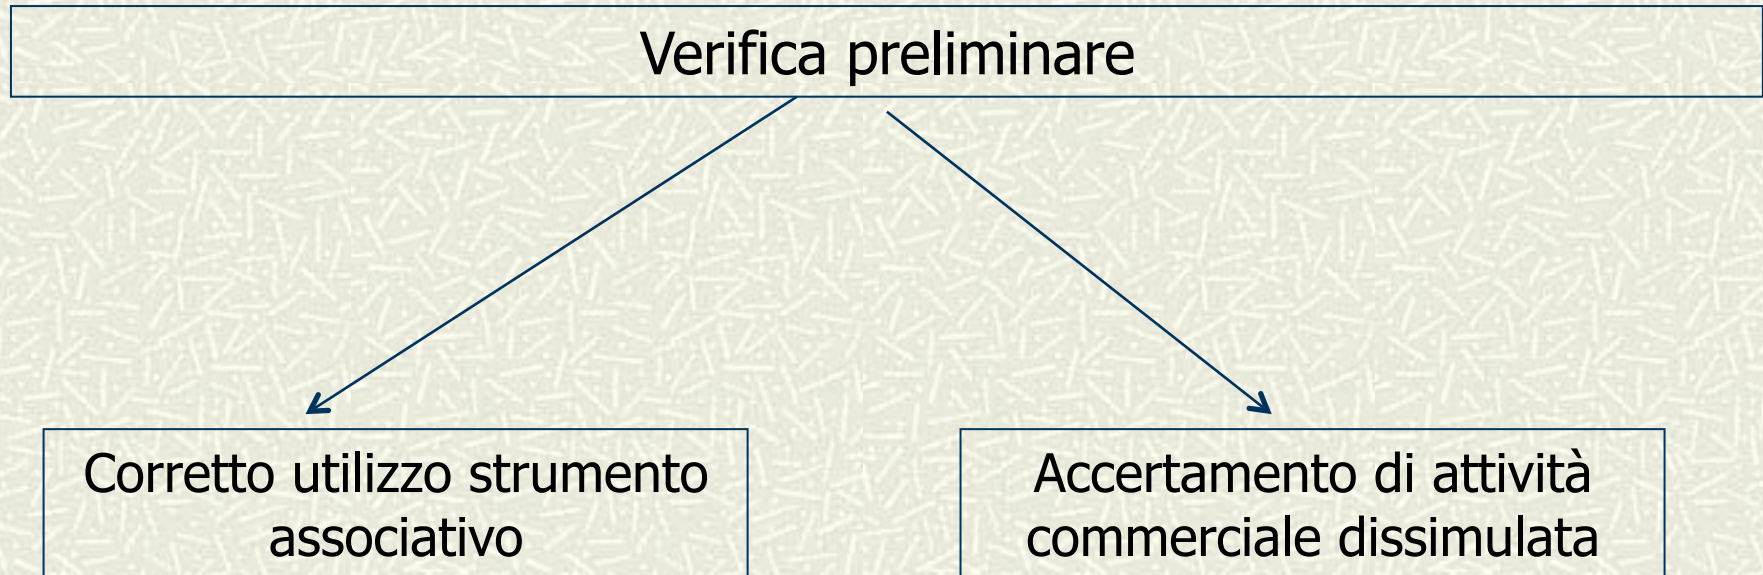 Verifica preliminare
Corretto utilizzo strumento
associativo
Accertamento di attività
commerciale dissimulata